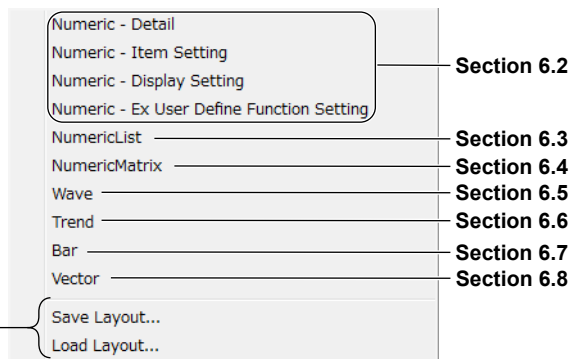 Numeric - Detail
Numeric - Item Setting
Numeric - Display Setting
Numeric - Ex User Define Function Setting
Section 6.2
NumericList
Section 6.3
NumericMatrix
Section 6.4
Wave
Section 6.5
Trend
Section 6.6
Bar
Section 6.7
Vector
Section 6.8
Save Layout...
Load Layout...